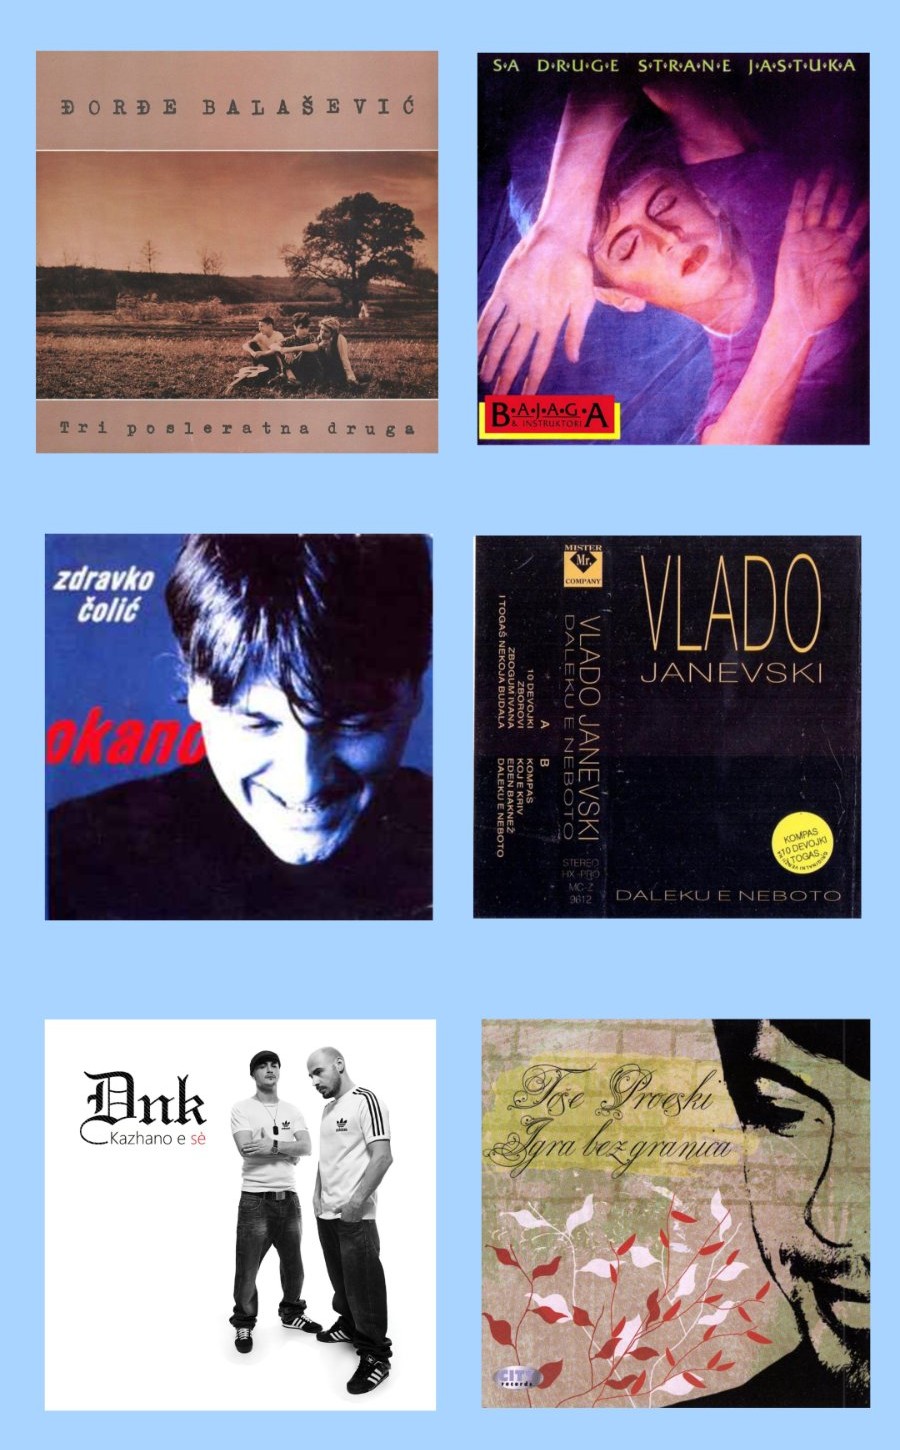 ĐORĐE BALAŠEVIĆ
Tri posleratna druga
SA DRUGE STRANE JASTUKA
BAJAGA
& INSTRUKTORI
zdravko
čolić
okano
MISTER
Mr.
COMPANY
VLADO JANEVSKI
DALEKU E NEBOTO
A
10 DEVOJKI
ZBOROVI
ZBOGUM IVANA
I TOGAŠ NEKOJA BUDALA
B
KOMPAS
KOJ E KRIV
EDEN BAKNEŽ
DALEKU E NEBOTO
STEREO
HX-PRO
MC-Z
9612
VLADO
JANEVSKI
KOMPAS
10 DEVOJKI
I TOGAS
DALEKU E NEBOTO
Dnk
Kazhano e sè
Toše Proeski
Igra bez granica
CITY
records